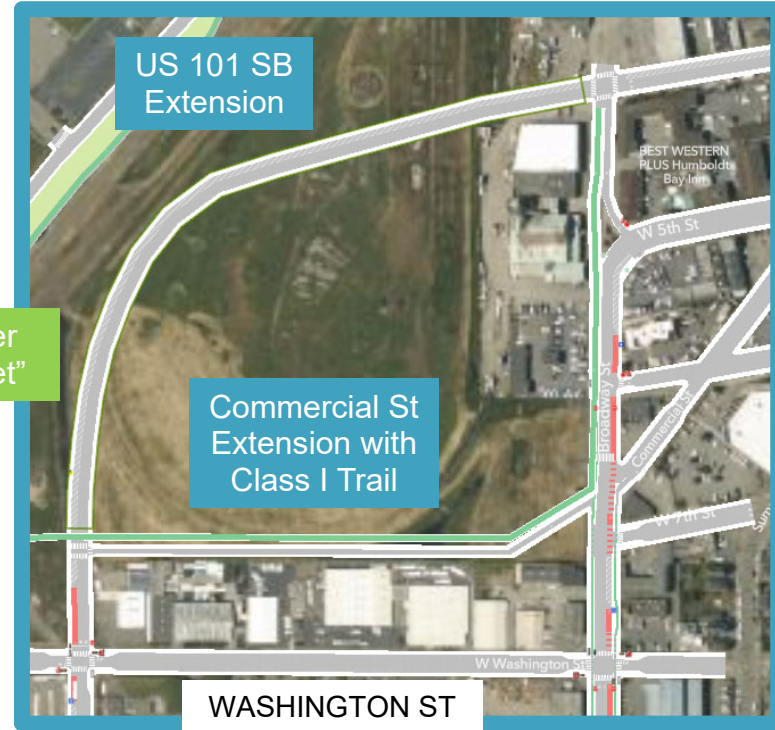 US 101 SB
Extension
BEST WESTERN
PLUS Humboldt
Bay Inn
W 5th St
er
et”
Commercial St
Extension with
Class I Trail
Broadway St
Commercial St
W 7th St
Sum
W Washington St
WASHINGTON ST